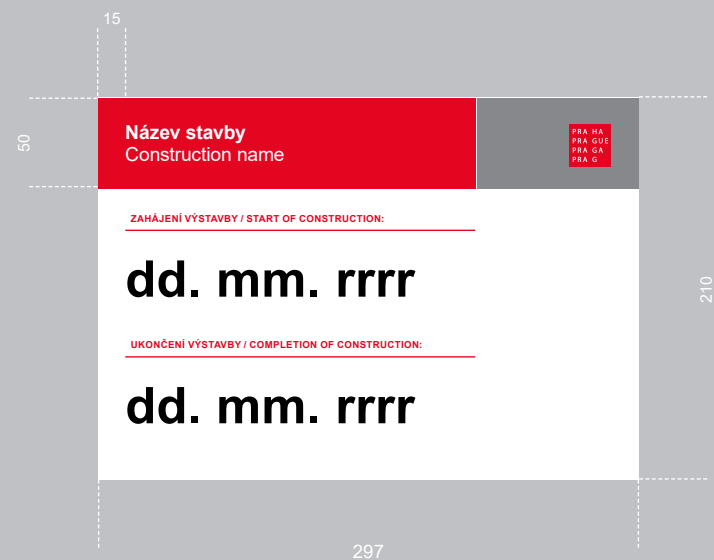 15
50
Název stavby
Construction name
PRA HA
PRA GUE
PRA GA
PRA G
ZAHÁJENÍ VÝSTAVBY / START OF CONSTRUCTION:
dd. mm. rrrr
210
UKONČENÍ VÝSTAVBY / COMPLETION OF CONSTRUCTION:
dd. mm. rrrr
297